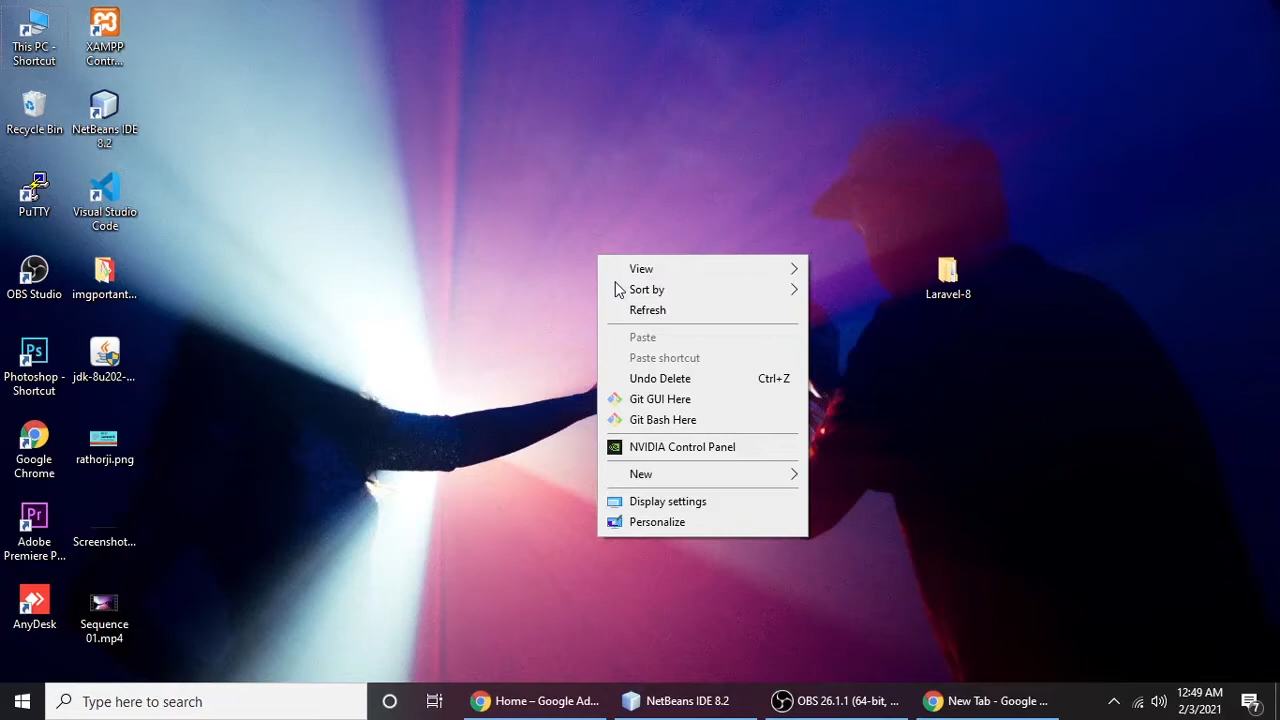 This PC -
Shortcut
XAMPP
Contr...
Recycle Bin
NetBeans IDE
8.2
PuTTY
Visual Studio
Code
OBS Studio
imgportant...
Photoshop -
Shortcut
jdk-8u202-...
Google
Chrome
rathorji.png
Adobe
Premiere P...
Screenshot...
AnyDesk
Sequence
01.mp4
Laravel-8
View
Sort by
Refresh
Paste
Paste shortcut
Undo Delete Ctrl+Z
Git GUI Here
Git Bash Here
NVIDIA Control Panel
New
Display settings
Personalize
Type here to search
Home – Google Ad...
NetBeans IDE 8.2
OBS 26.1.1 (64-bit, ...
New Tab - Google ...
12:49 AM
2/3/2021
7